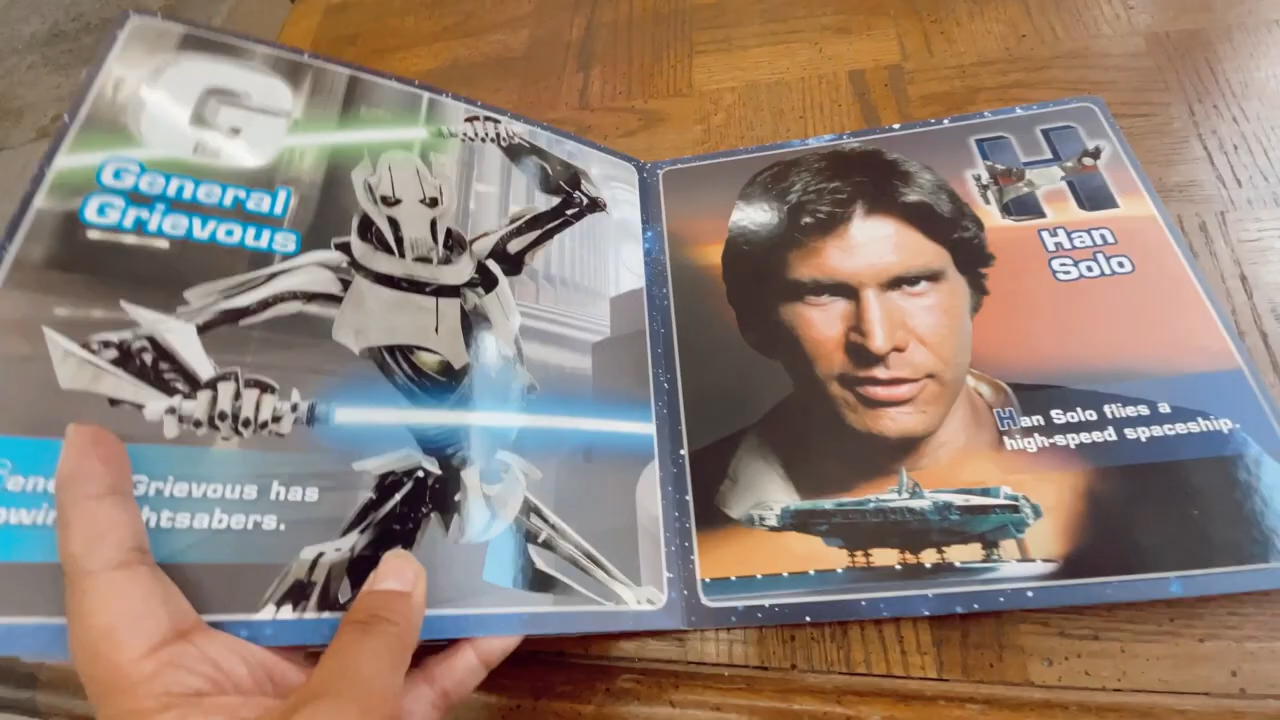 G
General
Grievous
Grievous has
H
Han
Solo
Han Solo flies a
high-speed spaceship.